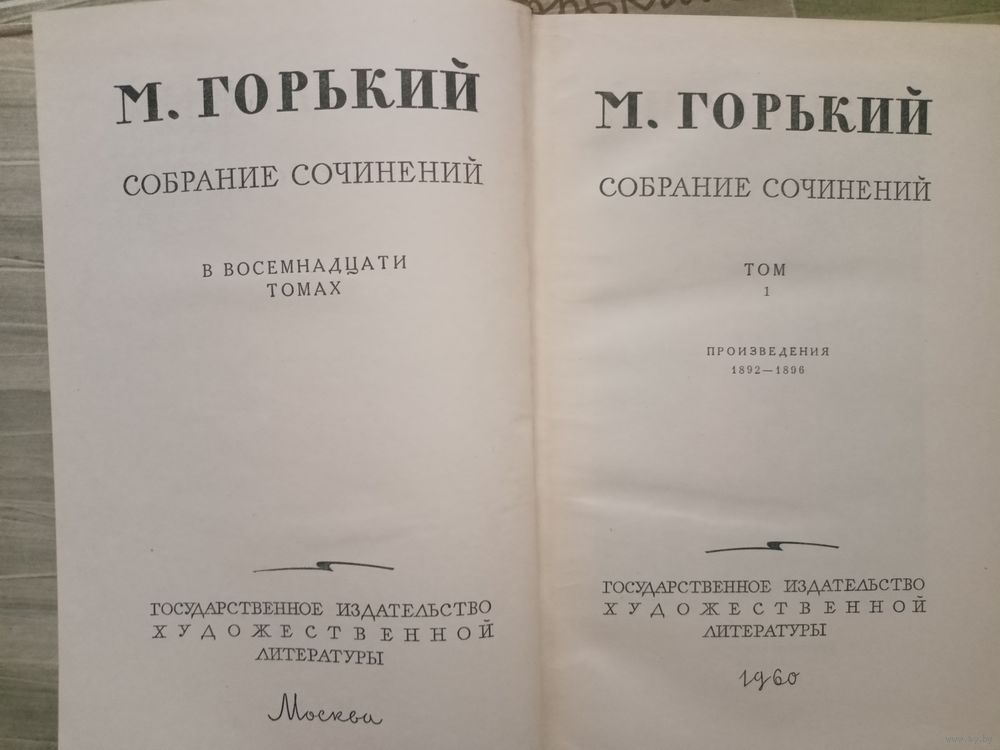 М. ГОРЬКИЙ
СОБРАНИЕ СОЧИНЕНИЙ
В ВОСЕМНАДЦАТИ
ТОМАХ
ГОСУДАРСТВЕННОЕ ИЗДАТЕЛЬСТВО
ХУДОЖЕСТВЕННОЙ
ЛИТЕРАТУРЫ
Москва
М. ГОРЬКИЙ
СОБРАНИЕ СОЧИНЕНИЙ
ТОМ
1
ПРОИЗВЕДЕНИЯ
1892—1896
ГОСУДАРСТВЕННОЕ ИЗДАТЕЛЬСТВО
ХУДОЖЕСТВЕННОЙ
ЛИТЕРАТУРЫ
1960